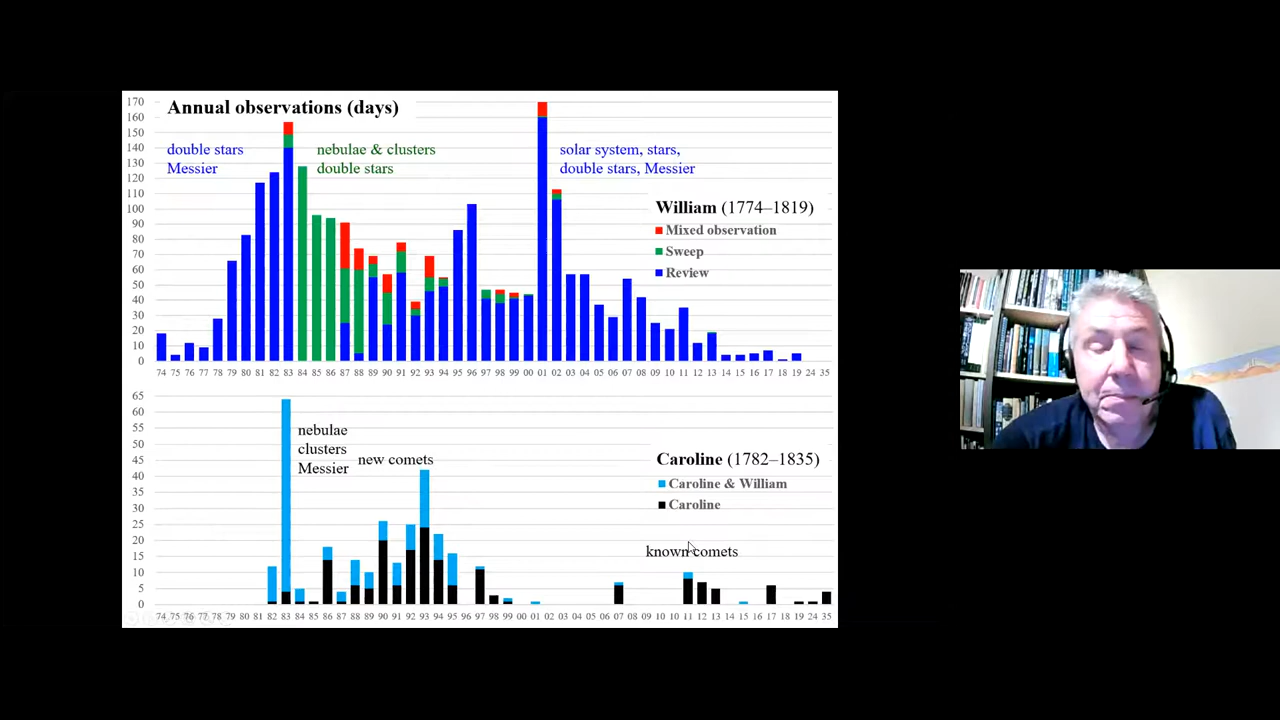 Annual observations (days)
170
160
150
140
130
120
110
100
90
80
70
60
50
40
30
20
10
0
double stars
Messier
nebulae & clusters
double stars
solar system, stars,
double stars, Messier
William (1774–1819)
Mixed observation
Sweep
Review
74 75 76 77 78 79 80 81 82 83 84 85 86 87 88 89 90 91 92 93 94 95 96 97 98 99 00 01 02 03 04 05 06 07 08 09 10 11 12 13 14 15 16 17 18 19 24 35
65
60
55
50
45
40
35
30
25
20
15
10
5
0
nebulae
clusters
Messier
new comets
Caroline (1782–1835)
Caroline & William
Caroline
known comets
74 75 76 77 78 79 80 81 82 83 84 85 86 87 88 89 90 91 92 93 94 95 96 97 98 99 00 01 02 03 04 05 06 07 08 09 10 11 12 13 14 15 16 17 18 19 24 35